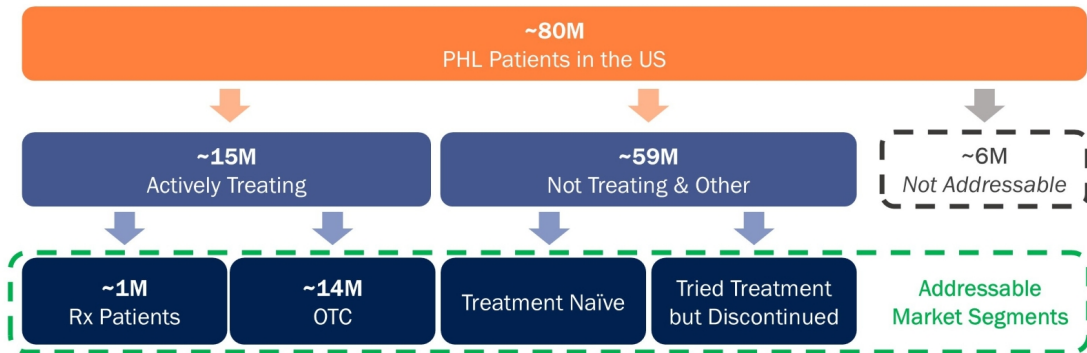 ~80M
PHL Patients in the US
~15M
Actively Treating
~59M
Not Treating & Other
~6M
Not Addressable
~1M
Rx Patients
~14M
OTC
Treatment Naïve
Tried Treatment
but Discontinued
Addressable
Market Segments